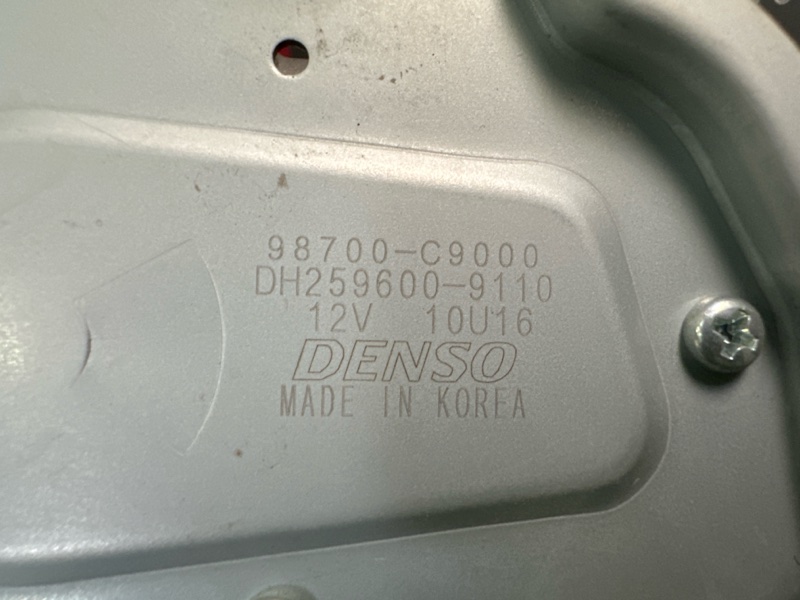 98700-C9000
DH259600-9110
12V 10U16
DENSO
MADE IN KOREA